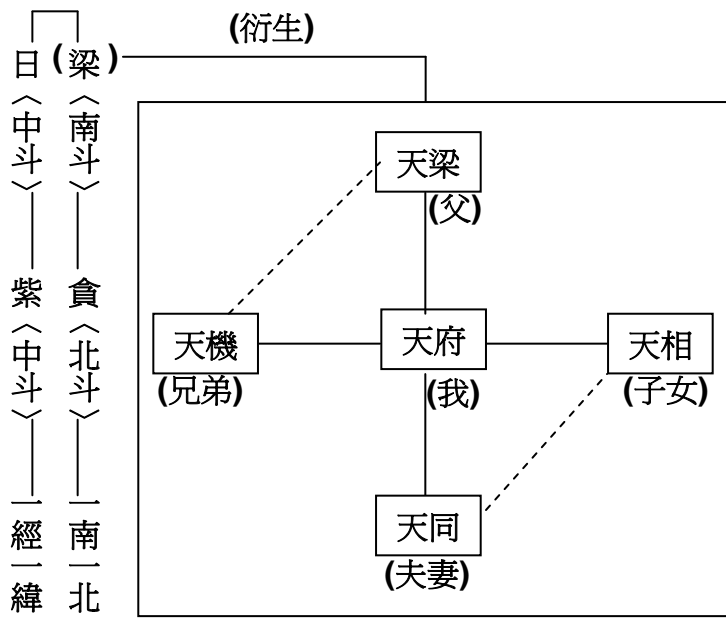 (衍生)
日
(梁)
〈中斗〉
〈南斗〉
紫
貪
〈中斗〉
〈北斗〉
一經一緯
一南一北
天梁
(父)
天機
(兄弟)
天府
(我)
天相
(子女)
天同
(夫妻)